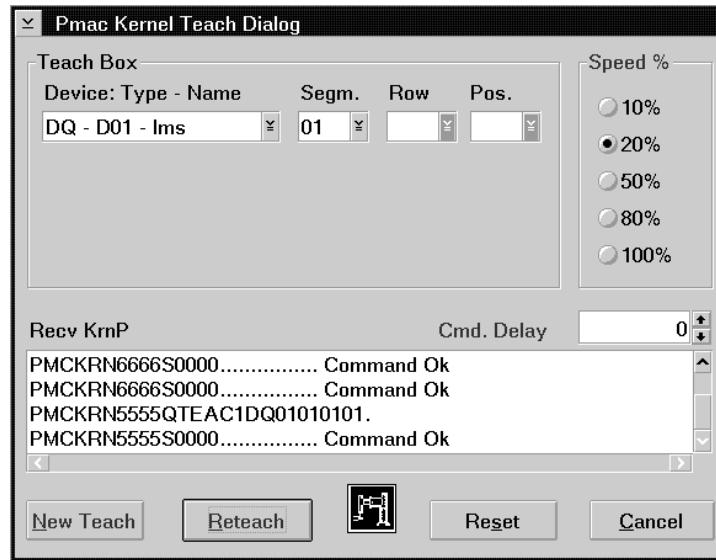 Pmac Kernel Teach Dialog
Teach Box
Speed %
Device: Type - Name Segm. Row Pos.
DQ - D01 - lms 01
10%
20%
50%
80%
100%
Recv KrnP Cmd. Delay 0
PMCKRN6666S0000................ Command Ok
PMCKRN6666S0000................ Command Ok
PMCKRN5555QTEAC1DQ01010101.
PMCKRN5555S0000................ Command Ok
New Teach Reteach Reset Cancel